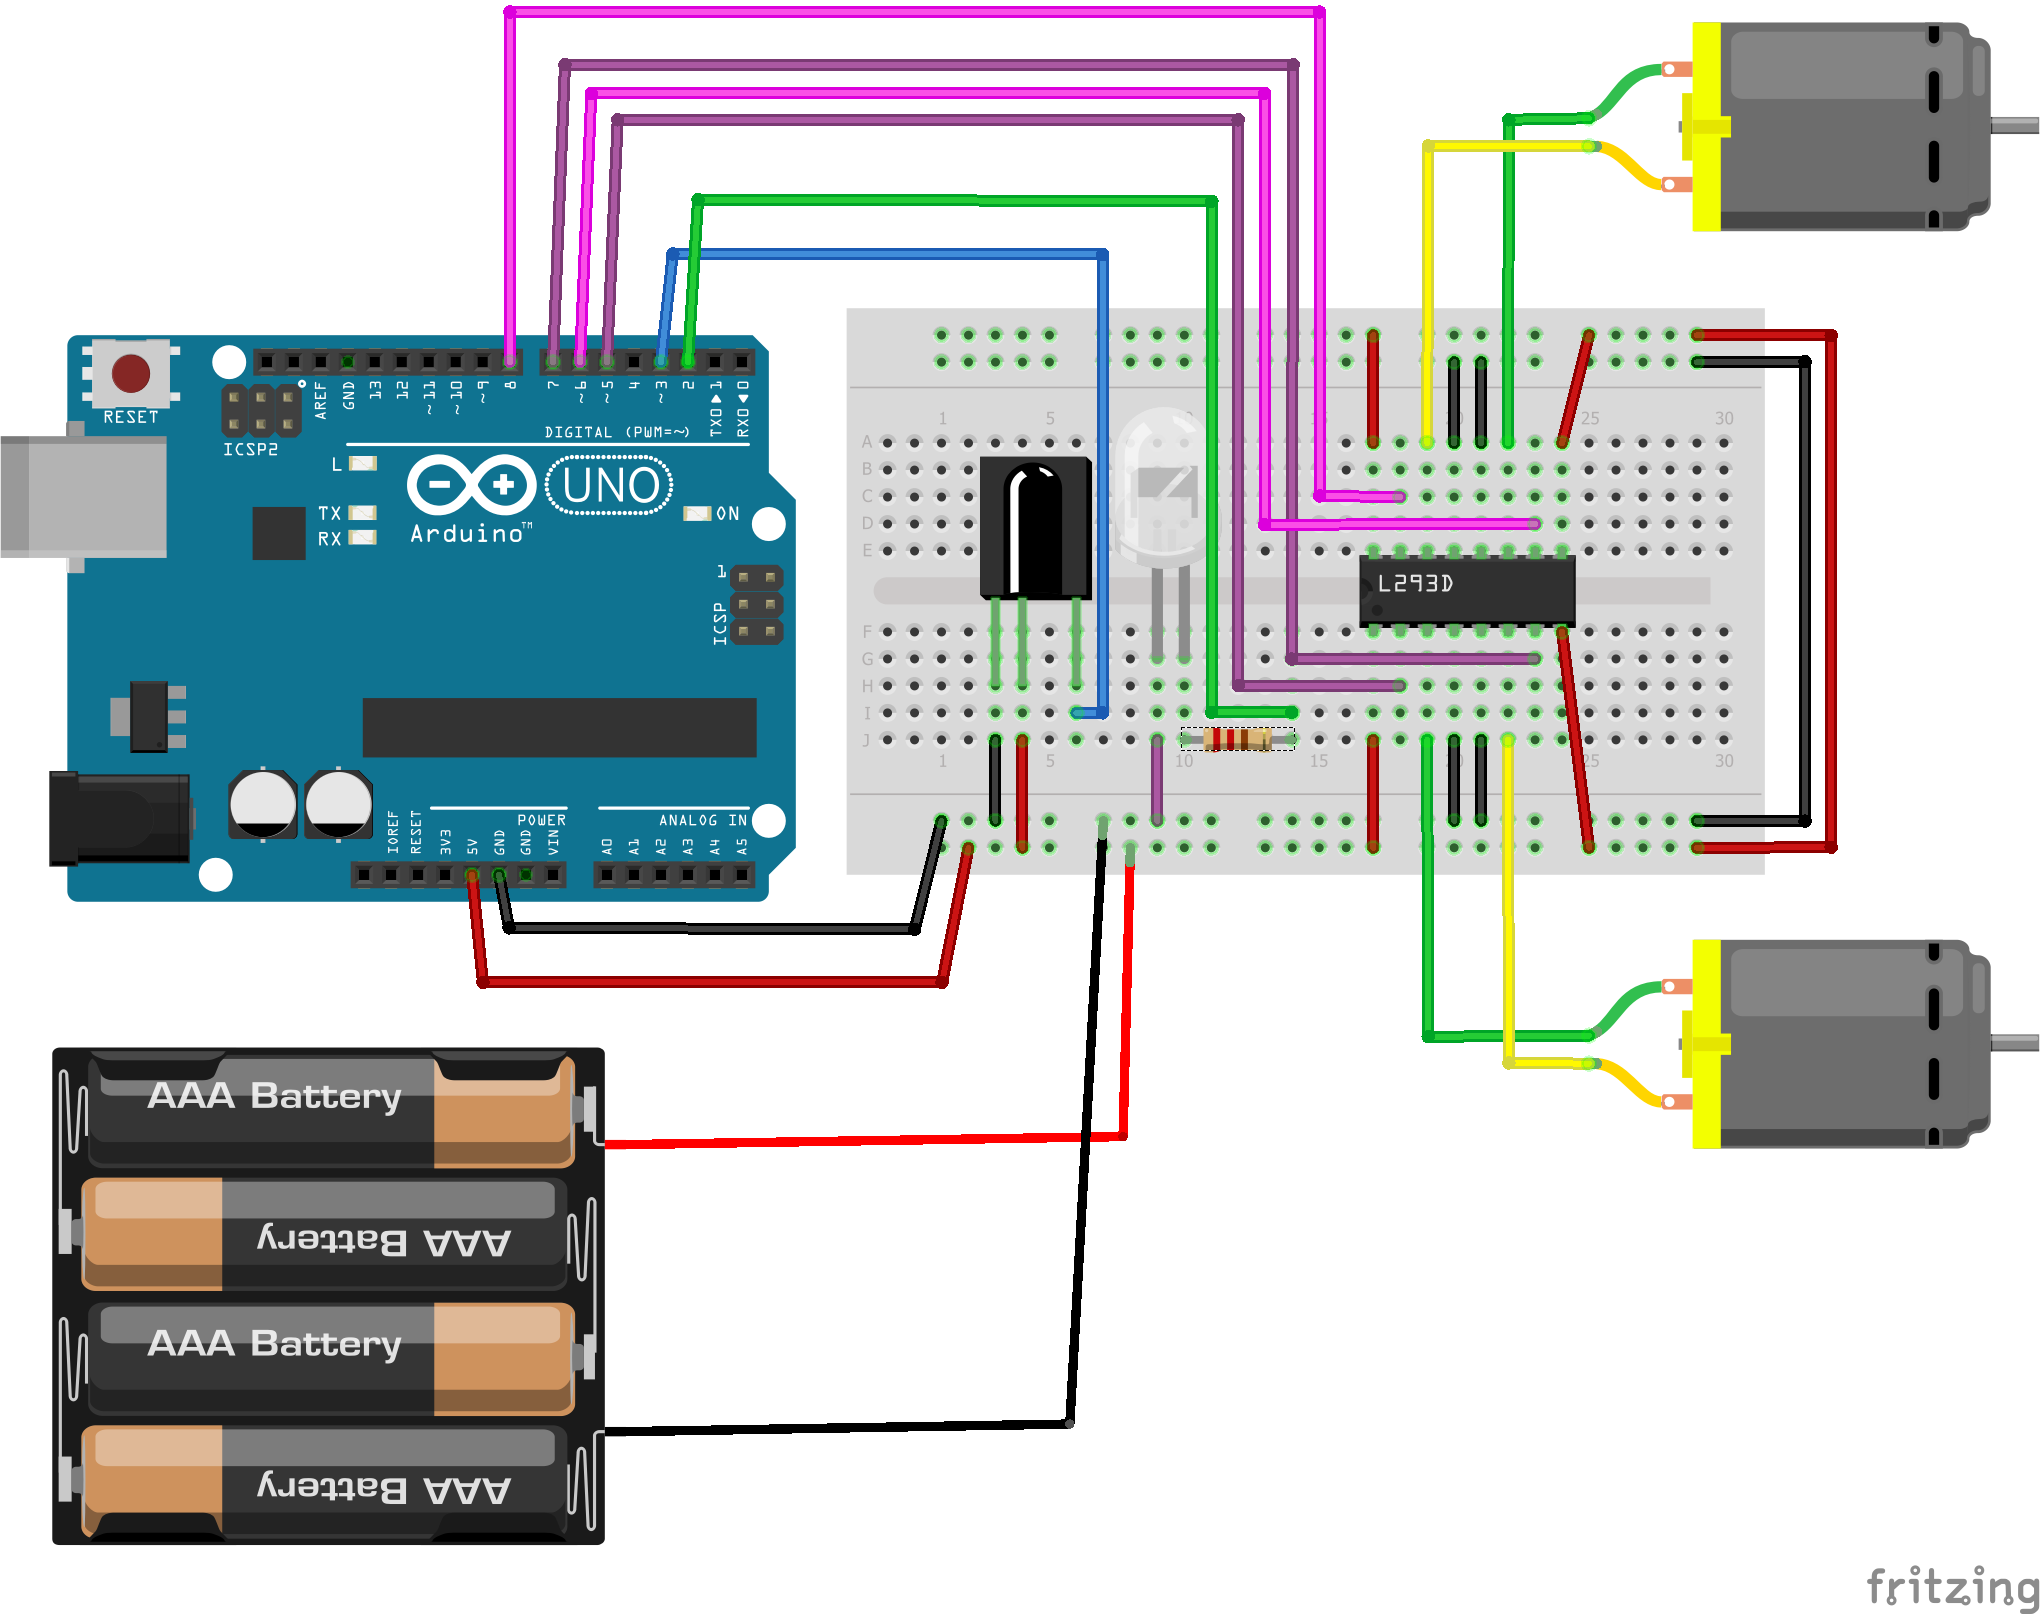 RESET
ICSP2
AREF
GND
13
12
~11
~10
~9
8
7
~6
~5
4
~3
2
TX0▶1
RX0◀0
DIGITAL (PWM=~)
L
TX
RX
UNO
Arduino™
ON
1
ICSP
IOREF
RESET
3V3
5V
GND
GND
VIN
POWER
ANALOG IN
A0
A1
A2
A3
A4
A5
1 5 15 20 25 30
A
B
C
D
E
L293D
F
G
H
I
J
1 5 10 15 20 25 30
AAA Battery
AAA Battery
AAA Battery
AAA Battery
fritzing